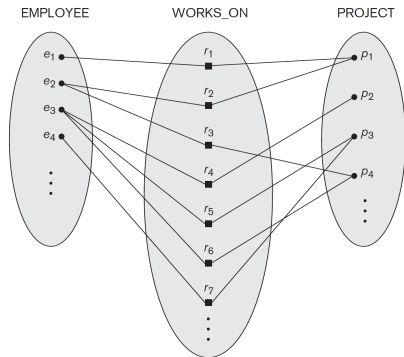 EMPLOYEE WORKS_ON PROJECT
e1
e2
e3
e4
r1
r2
r3
r4
r5
r6
r7
p1
p2
p3
p4